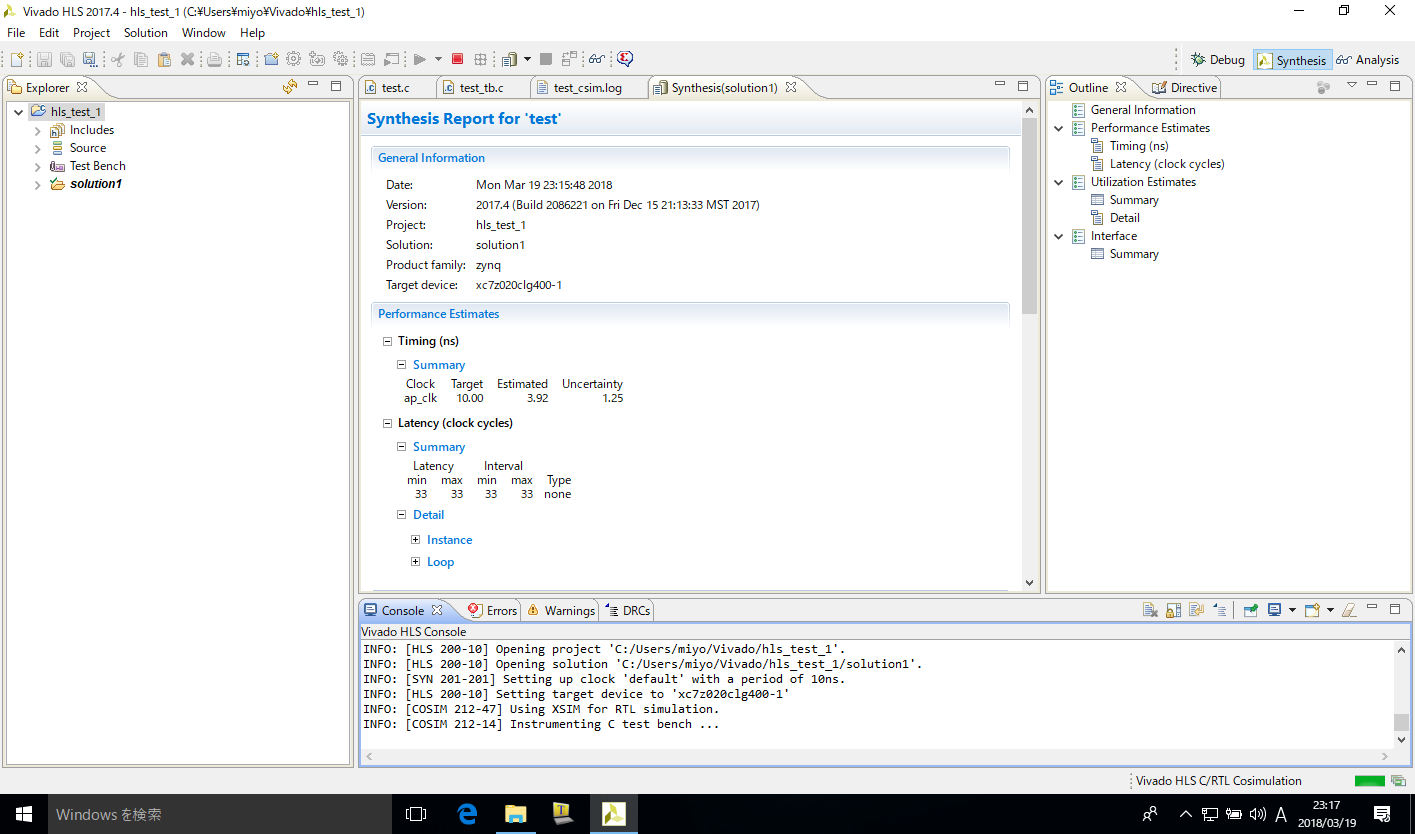 Vivado HLS 2017.4 - hls_test_1 (C:¥Users¥miyo¥Vivado¥hls_test_1)
File Edit Project Solution Window Help
Debug Synthesis Analysis
Explorer
hls_test_1
Includes
Source
Test Bench
solution1
test.c test_tb.c test_csim.log Synthesis(solution1)
Synthesis Report for 'test'
General Information
Date: Mon Mar 19 23:15:48 2018
Version: 2017.4 (Build 2086221 on Fri Dec 15 21:13:33 MST 2017)
Project: hls_test_1
Solution: solution1
Product family: zynq
Target device: xc7z020clg400-1
Performance Estimates
Timing (ns)
Summary
Clock Target Estimated Uncertainty
ap_clk 10.00 3.92 1.25
Latency (clock cycles)
Summary
Latency Interval
min max min max Type
33 33 33 33 none
Detail
Instance
Loop
Outline Directive
General Information
Performance Estimates
Timing (ns)
Latency (clock cycles)
Utilization Estimates
Summary
Detail
Interface
Summary
Console Errors Warnings DRCs
Vivado HLS Console
INFO: [HLS 200-10] Opening project 'C:/Users/miyo/Vivado/hls_test_1'.
INFO: [HLS 200-10] Opening solution 'C:/Users/miyo/Vivado/hls_test_1/solution1'.
INFO: [SYN 201-201] Setting up clock 'default' with a period of 10ns.
INFO: [HLS 200-10] Setting target device to 'xc7z020clg400-1'
INFO: [COSIM 212-47] Using XSIM for RTL simulation.
INFO: [COSIM 212-14] Instrumenting C test bench ...
Vivado HLS C/RTL Cosimulation
Windows を検索
A
23:17
2018/03/19